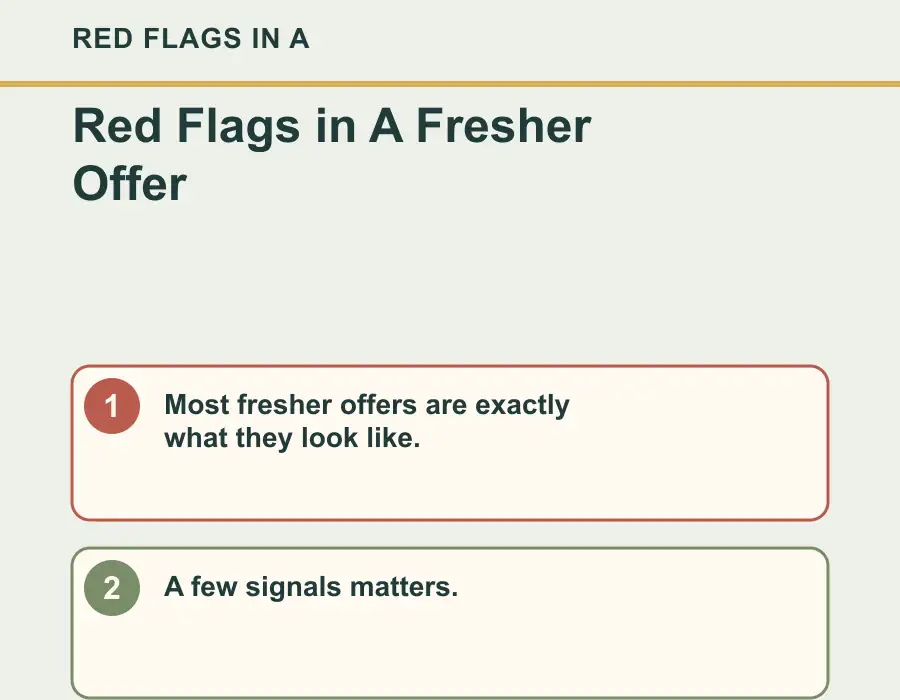 RED FLAGS IN A
Red Flags in A Fresher
Offer
1
Most fresher offers are exactly
what they look like.
2
A few signals matters.